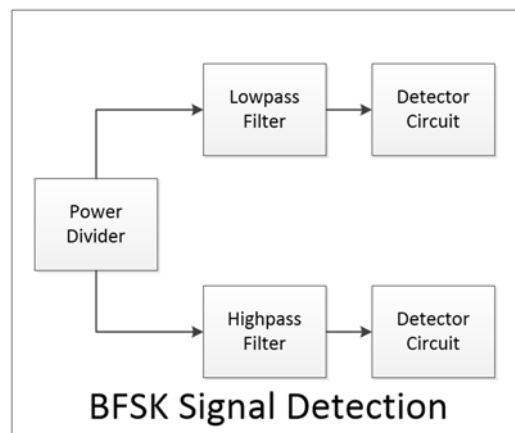 Lowpass
Filter
Detector
Circuit
Power
Divider
Highpass
Filter
Detector
Circuit
BFSK Signal Detection